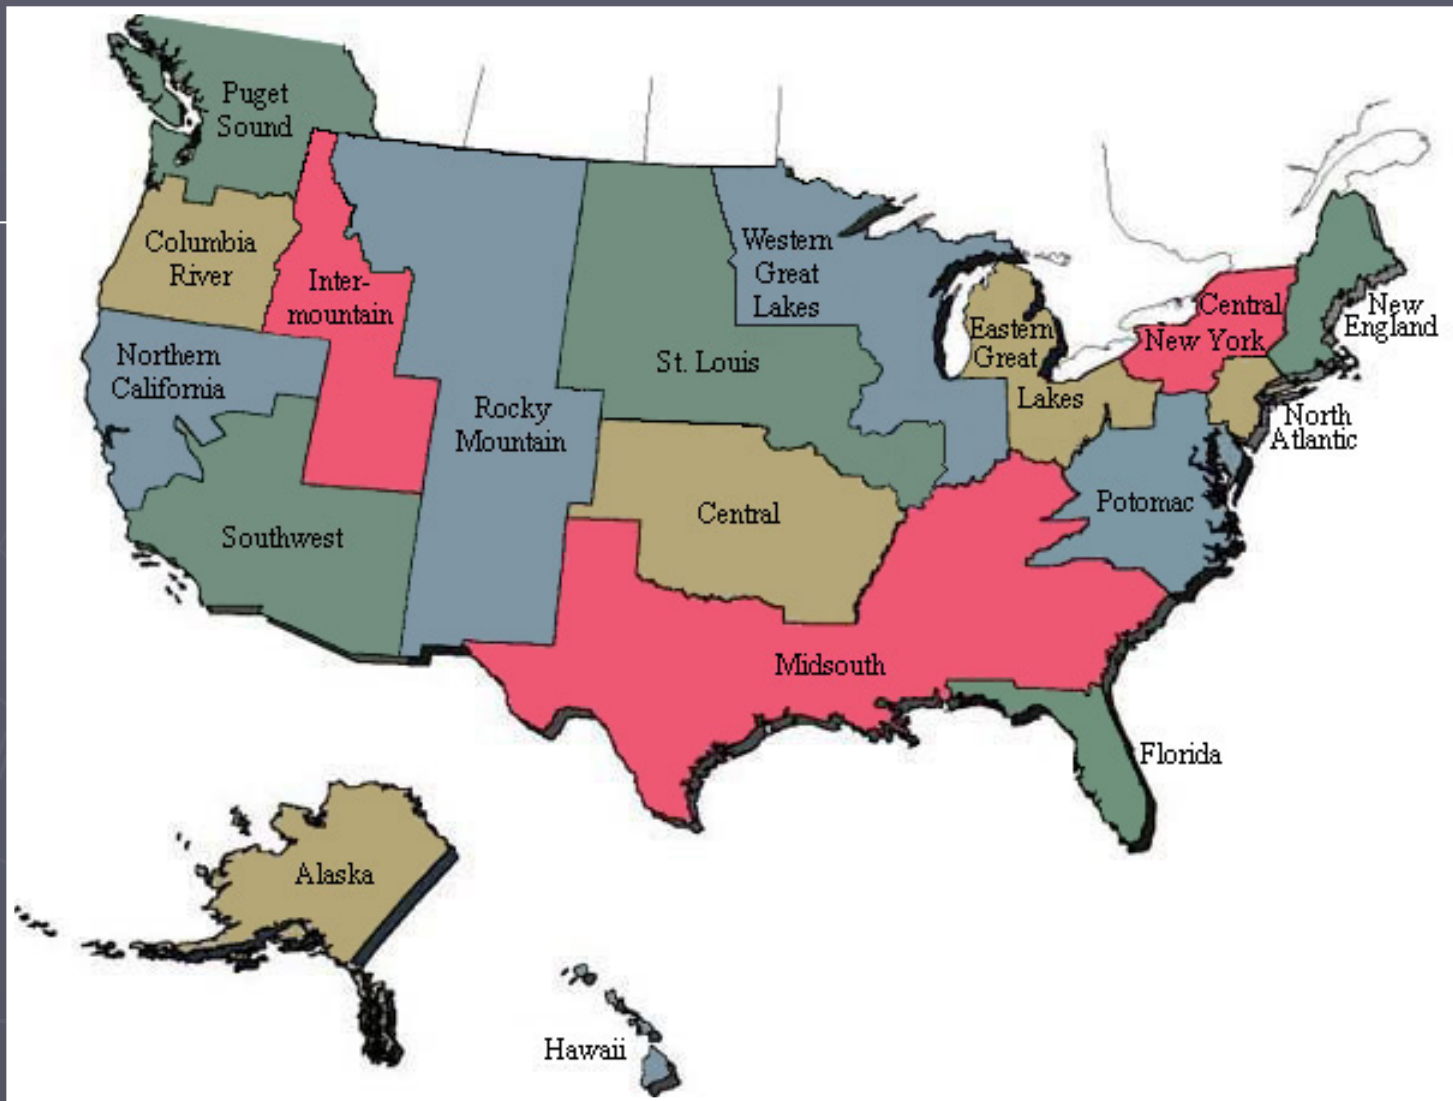 Puget
Sound
Columbia
River
Inter-
mountain
Northern
California
Rocky
Mountain
Southwest
Western
Great
Lakes
St. Louis
Central
Eastern
Great
Lakes
Central
New York
New
England
North
Atlantic
Potomac
Midsouth
Florida
Alaska
Hawaii